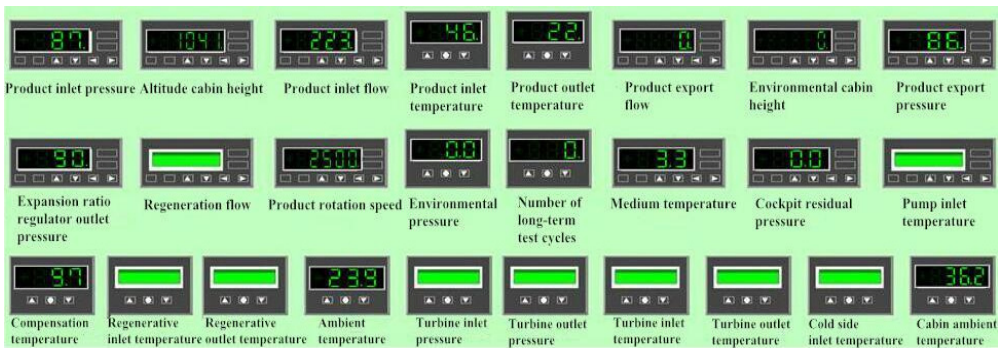 87. 1041. 223. 46. 22. 0. 0. 86.
Product inlet pressure Altitude cabin height Product inlet flow Product inlet temperature Product outlet temperature Product export flow Environmental cabin height Product export pressure
90. 2500 0.0 0. 3.3 0.0
Expansion ratio regulator outlet pressure Regeneration flow Product rotation speed Environmental pressure Number of long-term test cycles Medium temperature Cockpit residual pressure Pump inlet temperature
9.7 23.9 36.2
Compensation temperature Regenerative inlet temperature Regenerative outlet temperature Ambient temperature Turbine inlet pressure Turbine outlet pressure Turbine inlet temperature Turbine outlet temperature Cold side inlet temperature Cabin ambient temperature